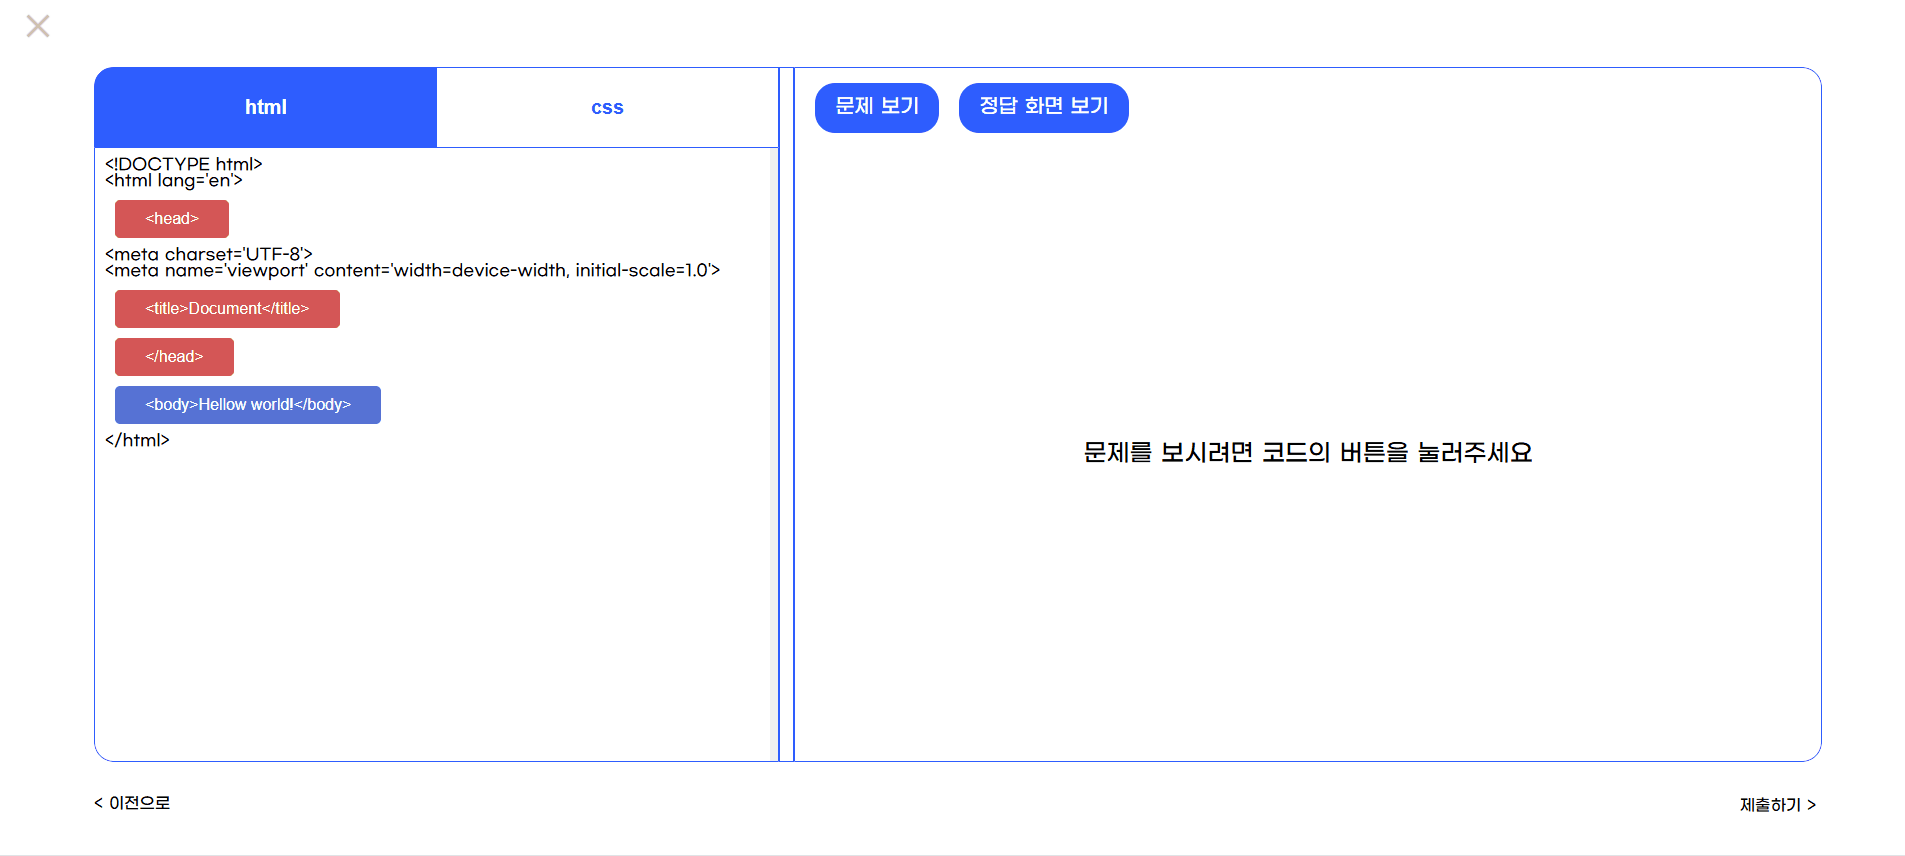 html
css
<!DOCTYPE html>
<html lang='en'>
<head>
<meta charset='UTF-8'>
<meta name='viewport' content='width=device-width, initial-scale=1.0'>
<title>Document</title>
</head>
<body>Hellow world!</body>
</html>
문제 보기
정답 화면 보기
문제를 보시려면 코드의 버튼을 눌러주세요
< 이전으로
제출하기 >